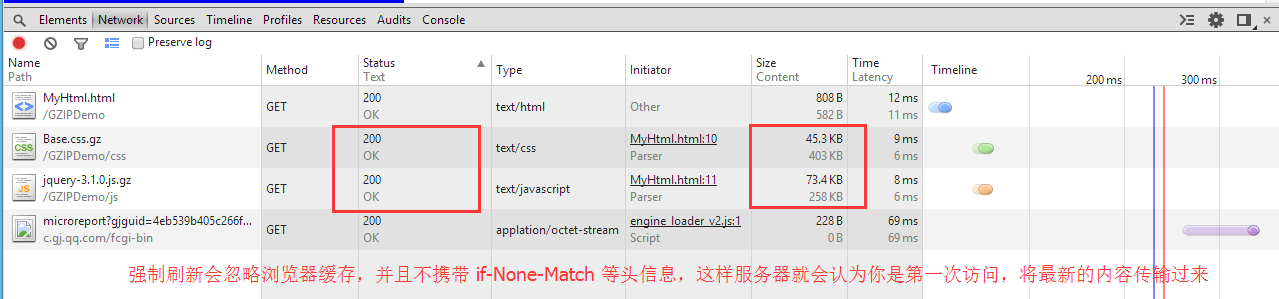 Elements Network Sources Timeline Profiles Resources Audits Console
Preserve log
Name Method Status Type Initiator Size Time Timeline
Path Text Content Latency 200 ms 300 ms
MyHtml.html GET 200 text/html Other 808 B 12 ms
/GZIPDemo OK 582 B 11 ms
Base.css.gz GET 200 text/css MyHtml.html:10 45.3 KB 9 ms
/GZIPDemo/css OK Parser 403 KB 6 ms
jquery-3.1.0.js.gz GET 200 text/javascript MyHtml.html:11 73.4 KB 8 ms
/GZIPDemo/js OK Parser 258 KB 6 ms
microreport?gjguid=4eb539b405c266f... GET 200 applation/octet-stream engine_loader_v2.js:1 228 B 69 ms
c.gj.qq.com/fcgi-bin OK Script 0 B 69 ms
强制刷新会忽略浏览器缓存，并且不携带 if-None-Match 等头信息，这样服务器就会认为你是第一次访问，将最新的内容传输过来